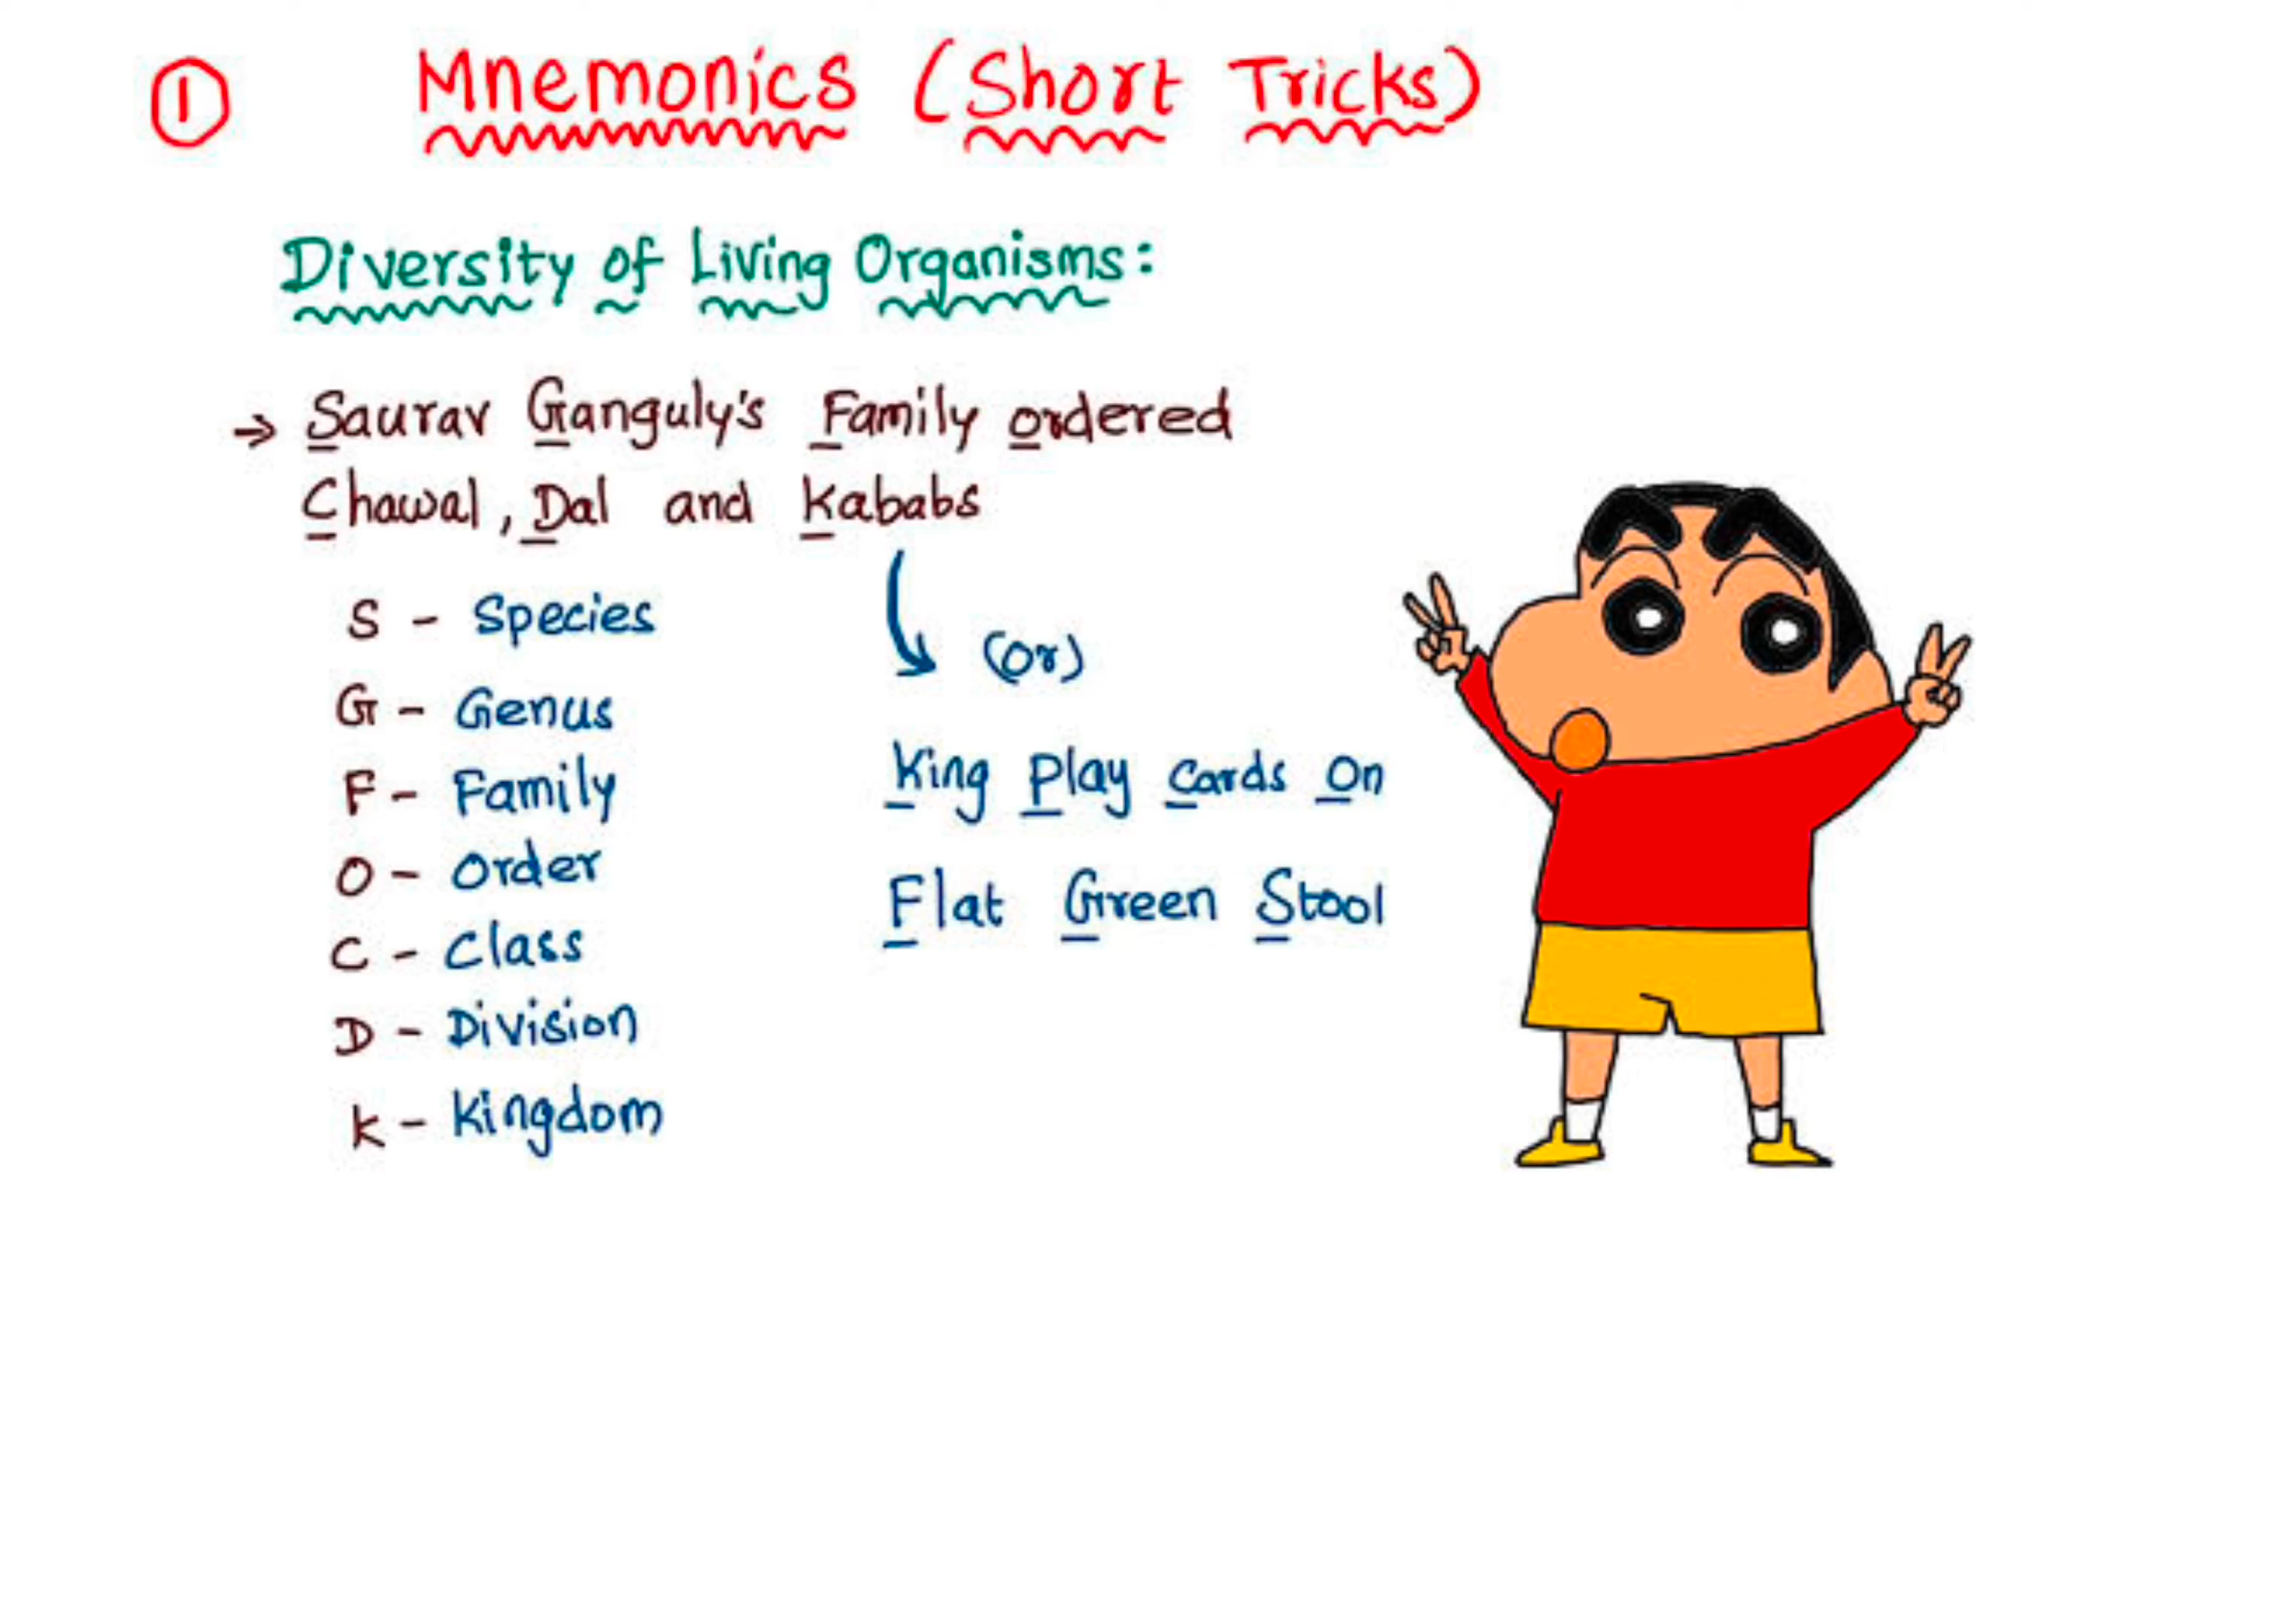 1 Mnemonics (Short Tricks)
Diversity of Living Organisms:
→ Saurav Ganguly's Family ordered
Chawal, Dal and Kababs
S - Species
G - Genus
F - Family
O - Order
C - Class
D - Division
K - Kingdom
(or)
King Play Cards On
Flat Green Stool